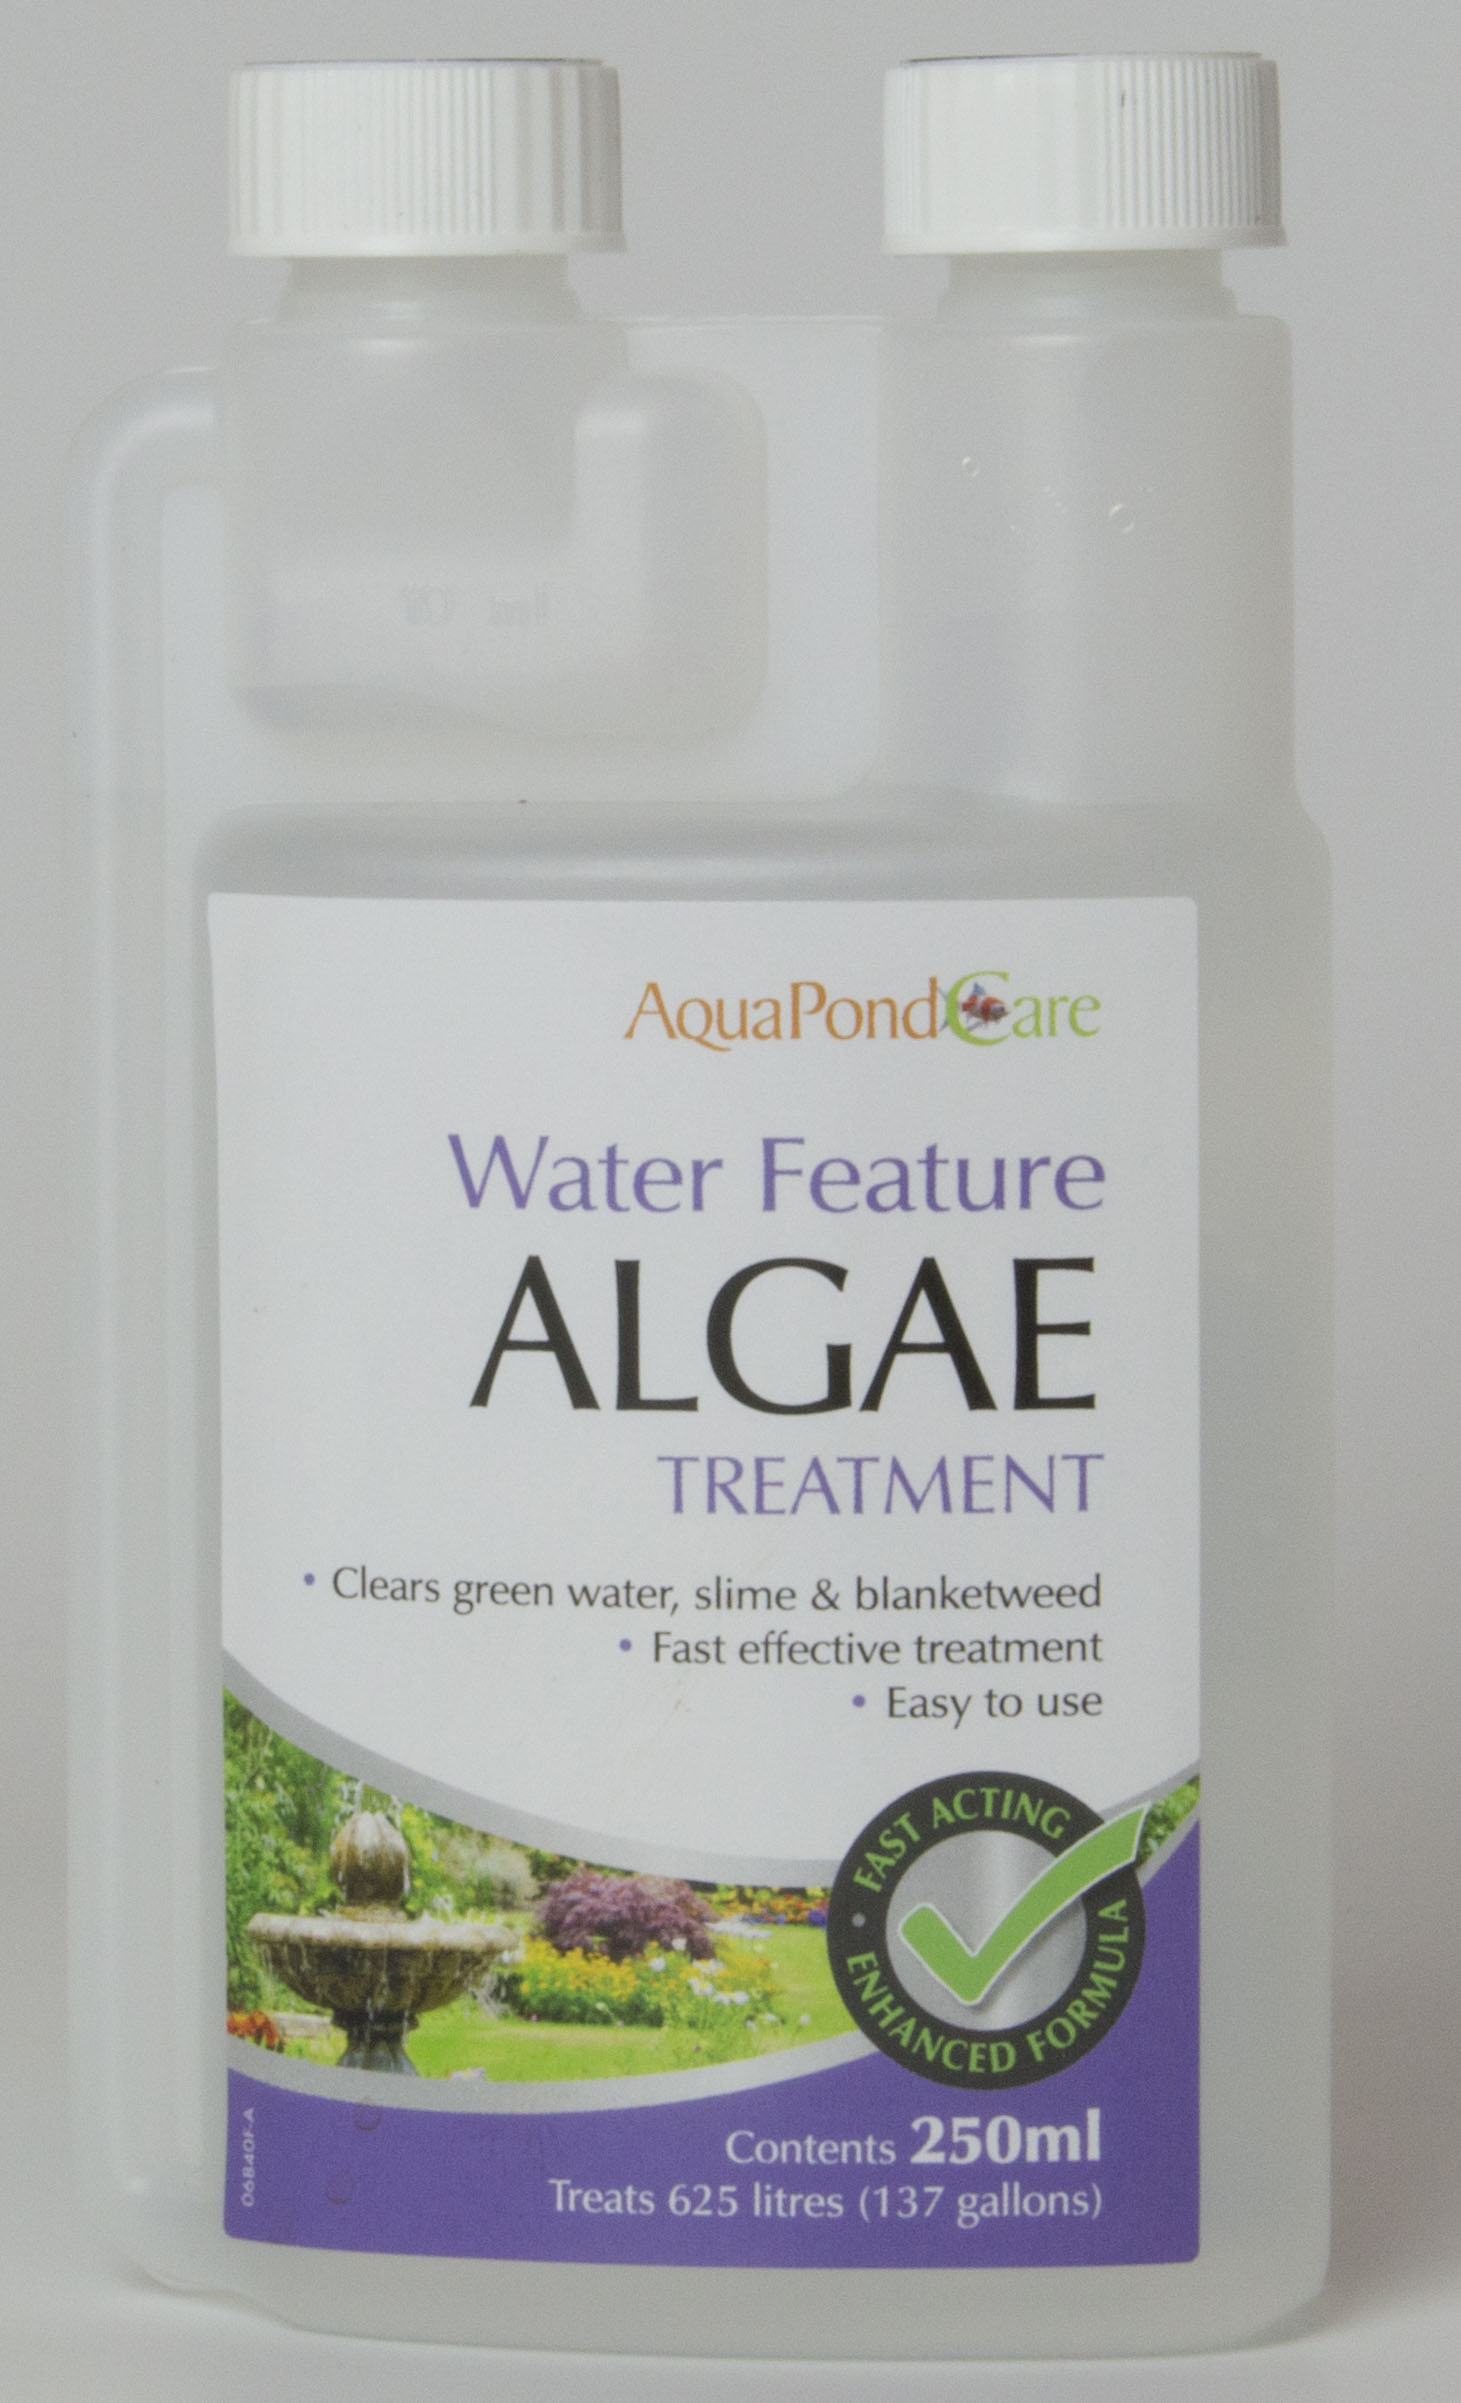 AquaPondCare
Water Feature
ALGAE
TREATMENT
• Clears green water, slime & blanketweed
• Fast effective treatment
• Easy to use
FAST ACTING
• ENHANCED FORMULA
Contents 250ml
Treats 625 litres (137 gallons)